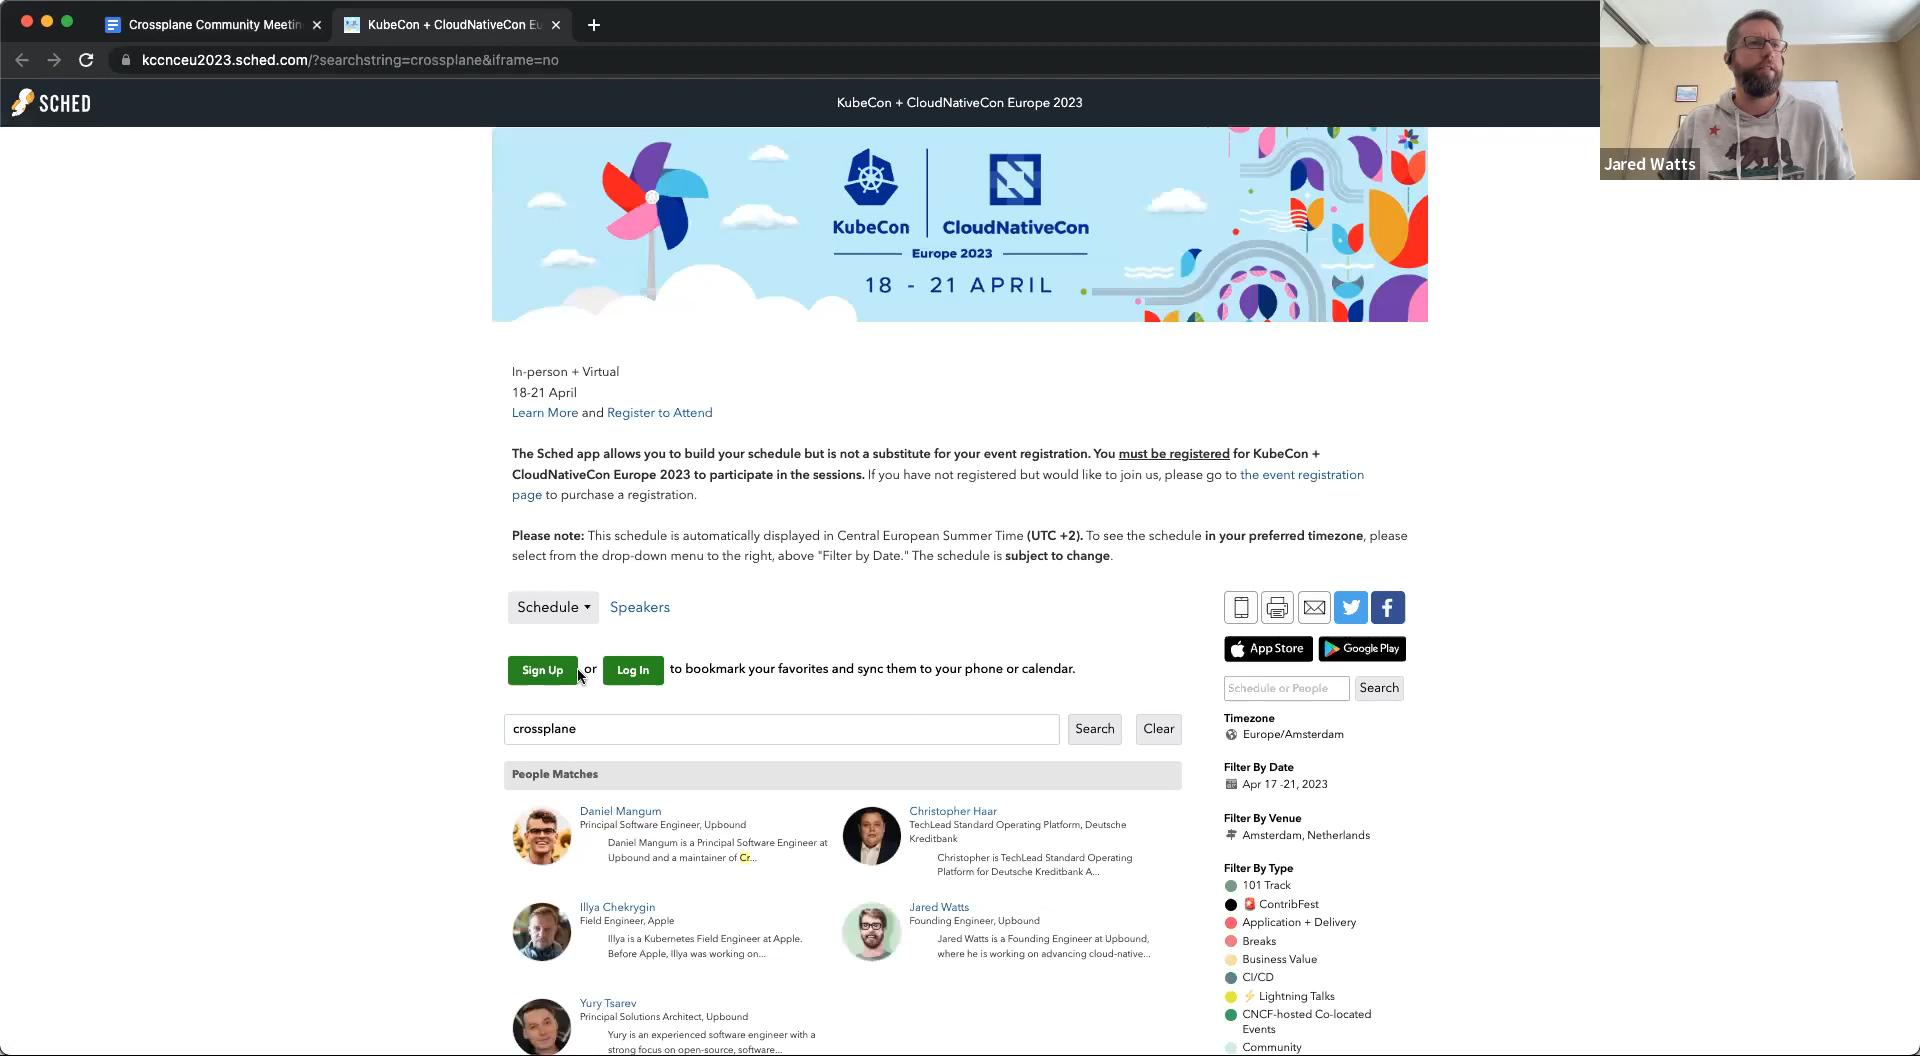 Crossplane Community Meetin
KubeCon + CloudNativeCon Eu
kccnceu2023.sched.com/?searchstring=crossplane&iframe=no
SCHED
KubeCon + CloudNativeCon Europe 2023
Jared Watts
KubeCon
CloudNativeCon
Europe 2023
18 - 21 APRIL
In-person + Virtual
18-21 April
Learn More and Register to Attend
The Sched app allows you to build your schedule but is not a substitute for your event registration. You must be registered for KubeCon +
CloudNativeCon Europe 2023 to participate in the sessions. If you have not registered but would like to join us, please go to the event registration
page to purchase a registration.
Please note: This schedule is automatically displayed in Central European Summer Time (UTC +2). To see the schedule in your preferred timezone, please
select from the drop-down menu to the right, above "Filter by Date." The schedule is subject to change.
Schedule
Speakers
Sign Up or Log In to bookmark your favorites and sync them to your phone or calendar.
crossplane
Search
Clear
People Matches
Daniel Mangum
Principal Software Engineer, Upbound
Daniel Mangum is a Principal Software Engineer at
Upbound and a maintainer of Cr...
Christopher Haar
TechLead Standard Operating Platform, Deutsche
Kreditbank
Christopher is TechLead Standard Operating
Platform for Deutsche Kreditbank A...
Illya Chekrygin
Field Engineer, Apple
Illya is a Kubernetes Field Engineer at Apple.
Before Apple, Illya was working on...
Jared Watts
Founding Engineer, Upbound
Jared Watts is a Founding Engineer at Upbound,
where he is working on advancing cloud-native...
Yury Tsarev
Principal Solutions Architect, Upbound
Yury is an experienced software engineer with a
strong focus on open-source, software...
App Store
Google Play
Schedule or People
Search
Timezone
Europe/Amsterdam
Filter By Date
Apr 17 -21, 2023
Filter By Venue
Amsterdam, Netherlands
Filter By Type
101 Track
🚨 ContribFest
Application + Delivery
Breaks
Business Value
CI/CD
⚡ Lightning Talks
CNCF-hosted Co-located
Events
Community